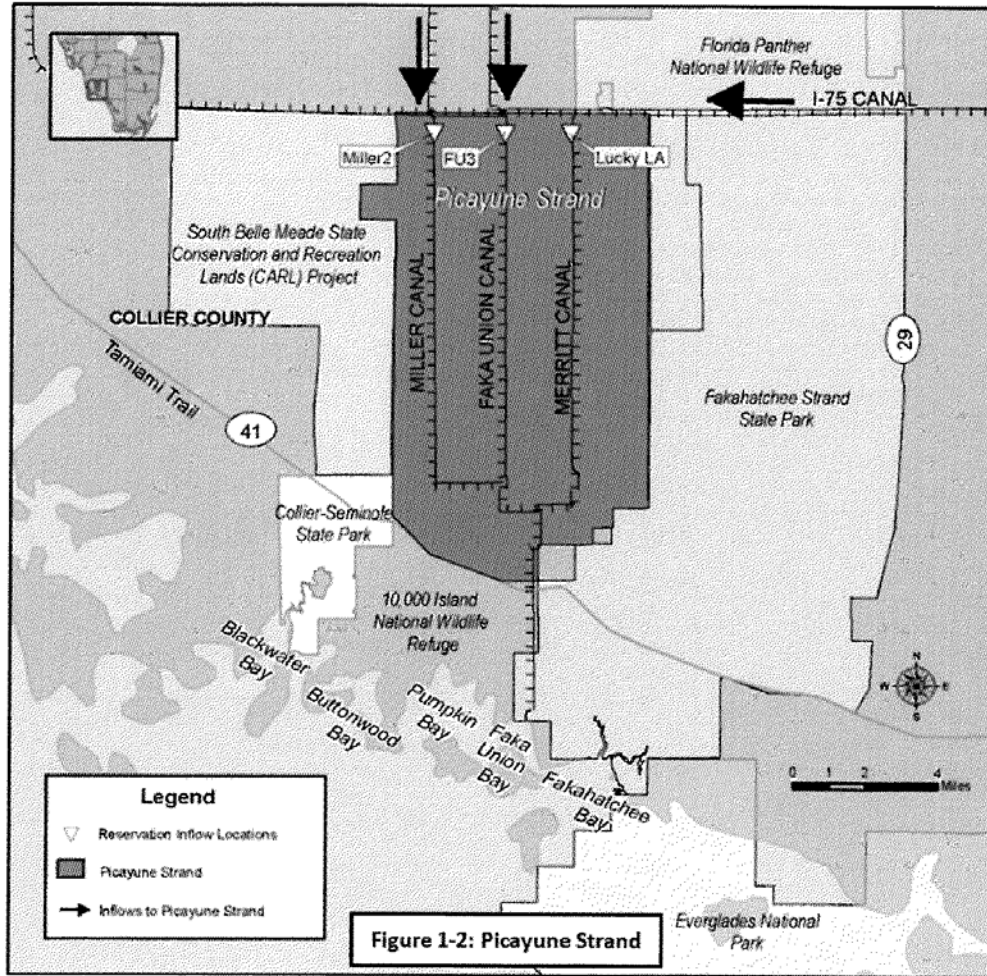 Florida Panther
National Wildlife Refuge
I-75 CANAL
Miller2
FU3
Lucky LA
Picayune Strand
South Belle Meade State
Conservation and Recreation
Lands (CARL) Project
COLLIER COUNTY
Tamiami Trail
41
MILLER CANAL
FAKA UNION CANAL
MERRITT CANAL
29
Fakahatchee Strand
State Park
Collier-Seminole
State Park
10,000 Island
National Wildlife
Refuge
Blackwater
Bay
Buttonwood
Bay
Pumpkin
Bay
Faka
Union
Bay
Fakahatchee
Bay
N
W
E
S
0 2 4
Miles
Legend
Reservation Inflow Locations
Picayune Strand
Inflows to Picayune Strand
Everglades National
Park
Figure 1-2: Picayune Strand